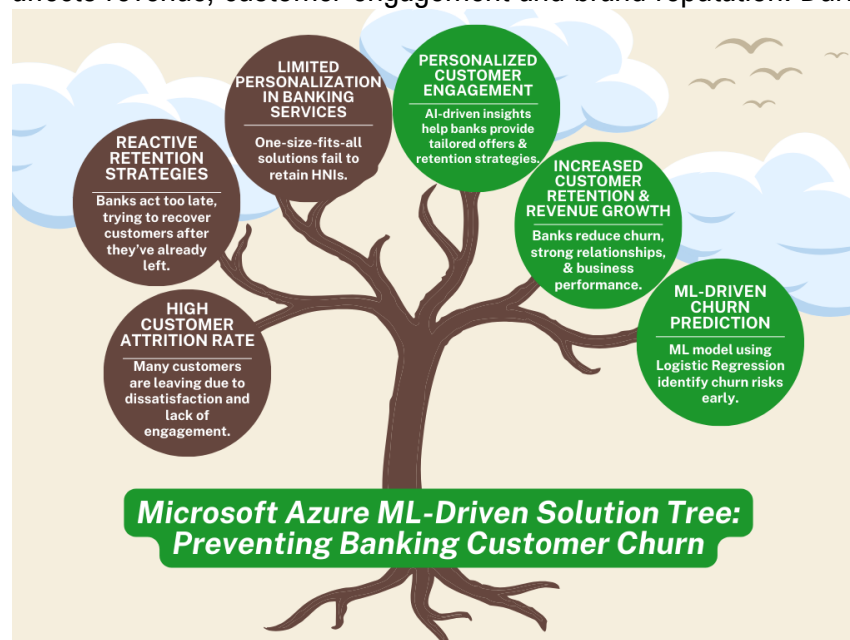 affects revenue, customer engagement and brand reputation. Dur
LIMITED
PERSONALIZATION
IN BANKING
SERVICES
One-size-fits-all
solutions fail to
retain HNIs.
PERSONALIZED
CUSTOMER
ENGAGEMENT
AI-driven insights
help banks provide
tailored offers &
retention strategies.
REACTIVE
RETENTION
STRATEGIES
Banks act too late,
trying to recover
customers after
they've already
left.
INCREASED
CUSTOMER
RETENTION &
REVENUE GROWTH
Banks reduce churn,
strong relationships,
& business
performance.
HIGH
CUSTOMER
ATTRITION RATE
Many customers
are leaving due to
dissatisfaction and
lack of
engagement.
ML-DRIVEN
CHURN
PREDICTION
ML model using
Logistic Regression
identify churn risks
early.
Microsoft Azure ML-Driven Solution Tree:
Preventing Banking Customer Churn